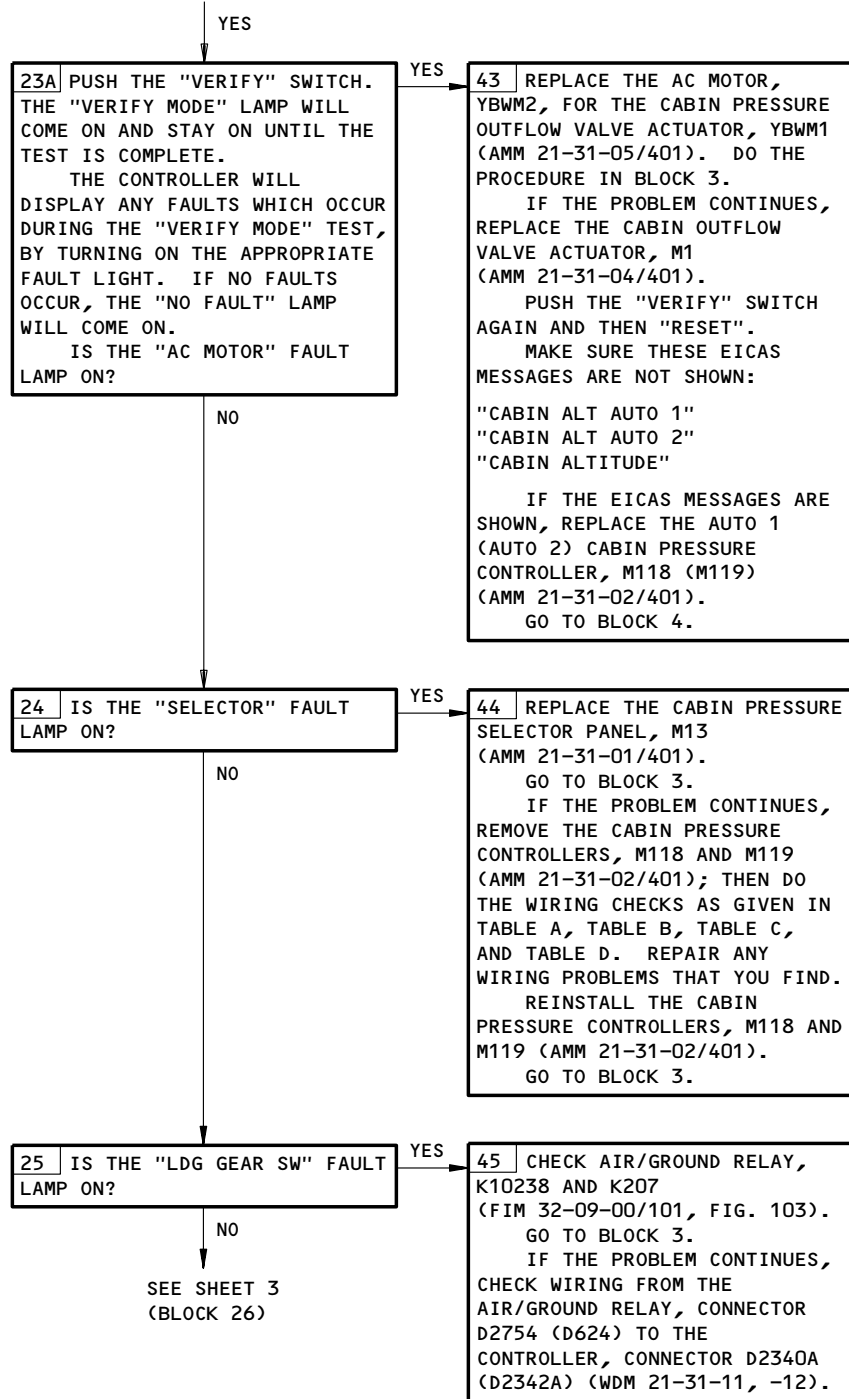 YES
23A PUSH THE "VERIFY" SWITCH.
THE "VERIFY MODE" LAMP WILL
COME ON AND STAY ON UNTIL THE
TEST IS COMPLETE.
THE CONTROLLER WILL
DISPLAY ANY FAULTS WHICH OCCUR
DURING THE "VERIFY MODE" TEST,
BY TURNING ON THE APPROPRIATE
FAULT LIGHT. IF NO FAULTS
OCCUR, THE "NO FAULT" LAMP
WILL COME ON.
IS THE "AC MOTOR" FAULT
LAMP ON?
YES
43 REPLACE THE AC MOTOR,
YBWM2, FOR THE CABIN PRESSURE
OUTFLOW VALVE ACTUATOR, YBWM1
(AMM 21-31-05/401). DO THE
PROCEDURE IN BLOCK 3.
IF THE PROBLEM CONTINUES,
REPLACE THE CABIN OUTFLOW
VALVE ACTUATOR, M1
(AMM 21-31-04/401).
PUSH THE "VERIFY" SWITCH
AGAIN AND THEN "RESET".
MAKE SURE THESE EICAS
MESSAGES ARE NOT SHOWN:
"CABIN ALT AUTO 1"
"CABIN ALT AUTO 2"
"CABIN ALTITUDE"
IF THE EICAS MESSAGES ARE
SHOWN, REPLACE THE AUTO 1
(AUTO 2) CABIN PRESSURE
CONTROLLER, M118 (M119)
(AMM 21-31-02/401).
GO TO BLOCK 4.
NO
24 IS THE "SELECTOR" FAULT
LAMP ON?
YES
44 REPLACE THE CABIN PRESSURE
SELECTOR PANEL, M13
(AMM 21-31-01/401).
GO TO BLOCK 3.
IF THE PROBLEM CONTINUES,
REMOVE THE CABIN PRESSURE
CONTROLLERS, M118 AND M119
(AMM 21-31-02/401); THEN DO
THE WIRING CHECKS AS GIVEN IN
TABLE A, TABLE B, TABLE C,
AND TABLE D. REPAIR ANY
WIRING PROBLEMS THAT YOU FIND.
REINSTALL THE CABIN
PRESSURE CONTROLLERS, M118 AND
M119 (AMM 21-31-02/401).
GO TO BLOCK 3.
NO
25 IS THE "LDG GEAR SW" FAULT
LAMP ON?
YES
45 CHECK AIR/GROUND RELAY,
K10238 AND K207
(FIM 32-09-00/101, FIG. 103).
GO TO BLOCK 3.
IF THE PROBLEM CONTINUES,
CHECK WIRING FROM THE
AIR/GROUND RELAY, CONNECTOR
D2754 (D624) TO THE
CONTROLLER, CONNECTOR D2340A
(D2342A) (WDM 21-31-11, -12).
NO
SEE SHEET 3
(BLOCK 26)